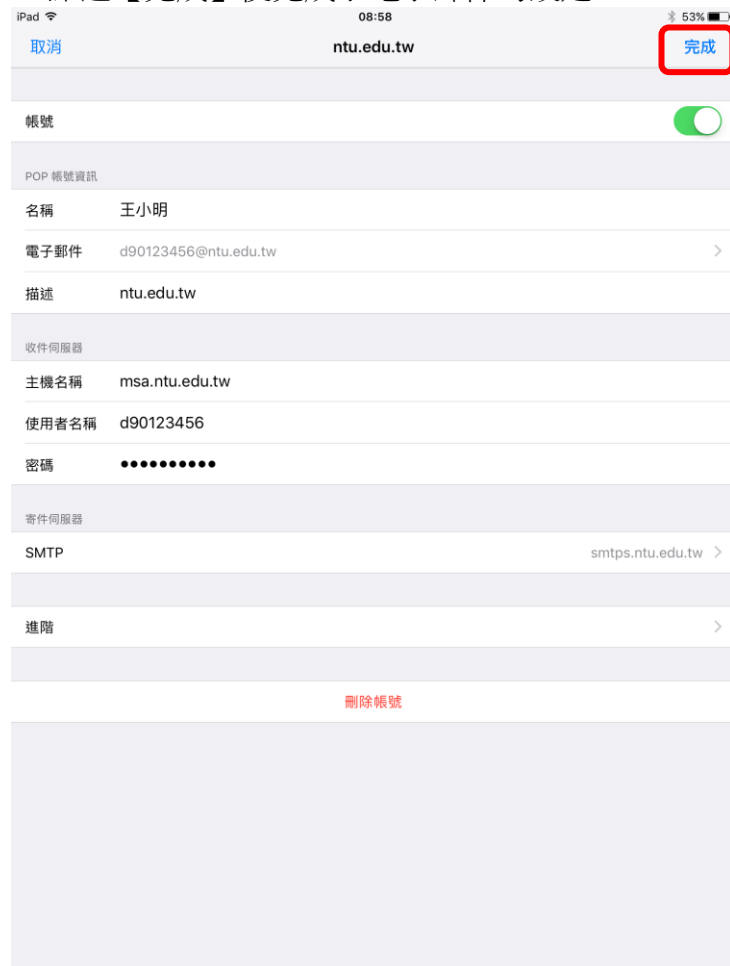 iPad 08:58 53%
取消 ntu.edu.tw 完成
帳號
POP 帳號資訊
名稱 王小明
電子郵件 d90123456@ntu.edu.tw
描述 ntu.edu.tw
收件伺服器
主機名稱 msa.ntu.edu.tw
使用者名稱 d90123456
密碼 ●●●●●●●●●●
寄件伺服器
SMTP smtps.ntu.edu.tw
進階
刪除帳號